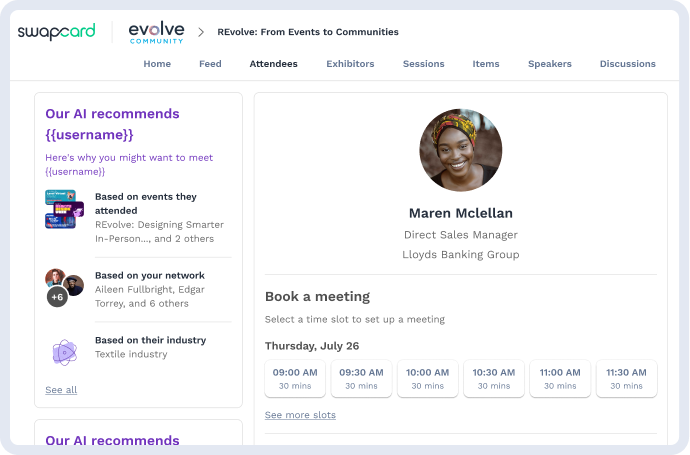 swapcard
evolve
COMMUNITY
REvolve: From Events to Communities
Home Feed Attendees Exhibitors Sessions Items Speakers Discussions
Our AI recommends
{{username}}
Here's why you might want to meet
{{username}}
Based on events they
attended
REvolve: Designing Smarter
In-Person..., and 2 others
+6
Based on your network
Aileen Fullbright, Edgar
Torrey, and 6 others
Based on their industry
Textile industry
See all
Our AI recommends
Maren Mclellan
Direct Sales Manager
Lloyds Banking Group
Book a meeting
Select a time slot to set up a meeting
Thursday, July 26
09:00 AM 09:30 AM 10:00 AM 10:30 AM 11:00 AM 11:30 AM
30 mins 30 mins 30 mins 30 mins 30 mins 30 mins
See more slots